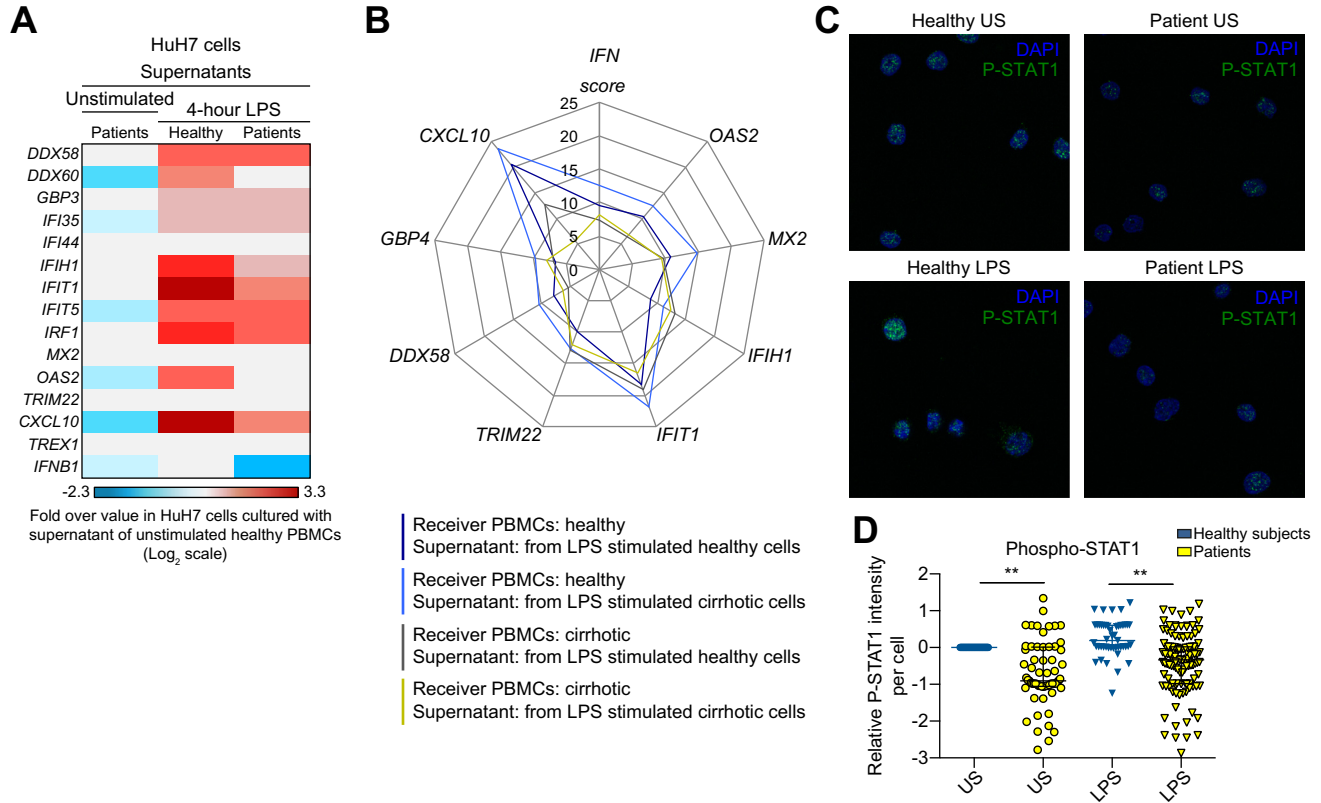 A
HuH7 cells
Supernatants
Unstimulated
4-hour LPS
Patients
Healthy
Patients
DDX58
DDX60
GBP3
IFI35
IFI44
IFIH1
IFIT1
IFIT5
IRF1
MX2
OAS2
TRIM22
CXCL10
TREX1
IFNB1
-2.3
3.3
Fold over value in HuH7 cells cultured with
supernatant of unstimulated healthy PBMCs
(Log2 scale)
B
IFN
score
25
20
15
10
5
0
OAS2
MX2
IFIH1
IFIT1
TRIM22
DDX58
GBP4
CXCL10
Receiver PBMCs: healthy
Supernatant: from LPS stimulated healthy cells
Receiver PBMCs: healthy
Supernatant: from LPS stimulated cirrhotic cells
Receiver PBMCs: cirrhotic
Supernatant: from LPS stimulated healthy cells
Receiver PBMCs: cirrhotic
Supernatant: from LPS stimulated cirrhotic cells
C
Healthy US
DAPI
P-STAT1
Patient US
DAPI
P-STAT1
Healthy LPS
DAPI
P-STAT1
Patient LPS
DAPI
P-STAT1
D
Healthy subjects
Patients
Phospho-STAT1
Relative P-STAT1 intensity
per cell
2
1
0
-1
-2
-3
**
**
US
US
LPS
LPS